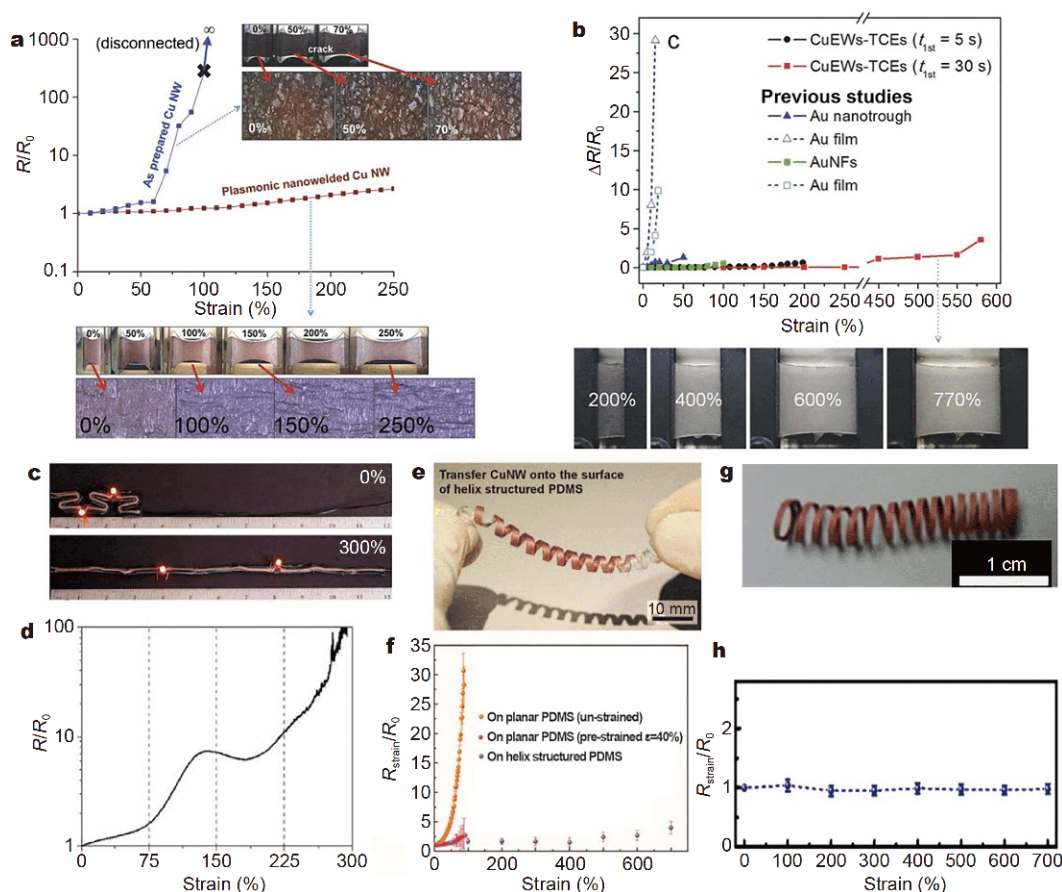 a
1000
100
10
1
0.1
R/R0
∞
(disconnected)
As prepared Cu NW
Plasmonic nanowelded Cu NW
0 50 100 150 200 250
Strain (%)
0% 50% 70%
crack
0% 50% 70%
0% 50% 100% 150% 200% 250%
0% 100% 150% 250%
b
30
25
20
15
10
5
0
ΔR/R0
C
CuEWs-TCEs (t1st = 5 s)
CuEWs-TCEs (t1st = 30 s)
Previous studies
Au nanotrough
Au film
AuNFs
Au film
0 50 100 150 200 250 450 500 550 600
Strain (%)
200% 400% 600% 770%
c
0%
300%
d
100
10
1
R/R0
0 75 150 225 300
Strain (%)
e
Transfer CuNW onto the surface
of helix structured PDMS
10 mm
f
35
30
25
20
15
10
5
0
Rstrain/R0
On planar PDMS (un-strained)
On planar PDMS (pre-strained ε=40%)
On helix structured PDMS
0 200 400 600
Strain (%)
g
1 cm
h
2
1
0
Rstrain/R0
0 100 200 300 400 500 600 700
Strain (%)